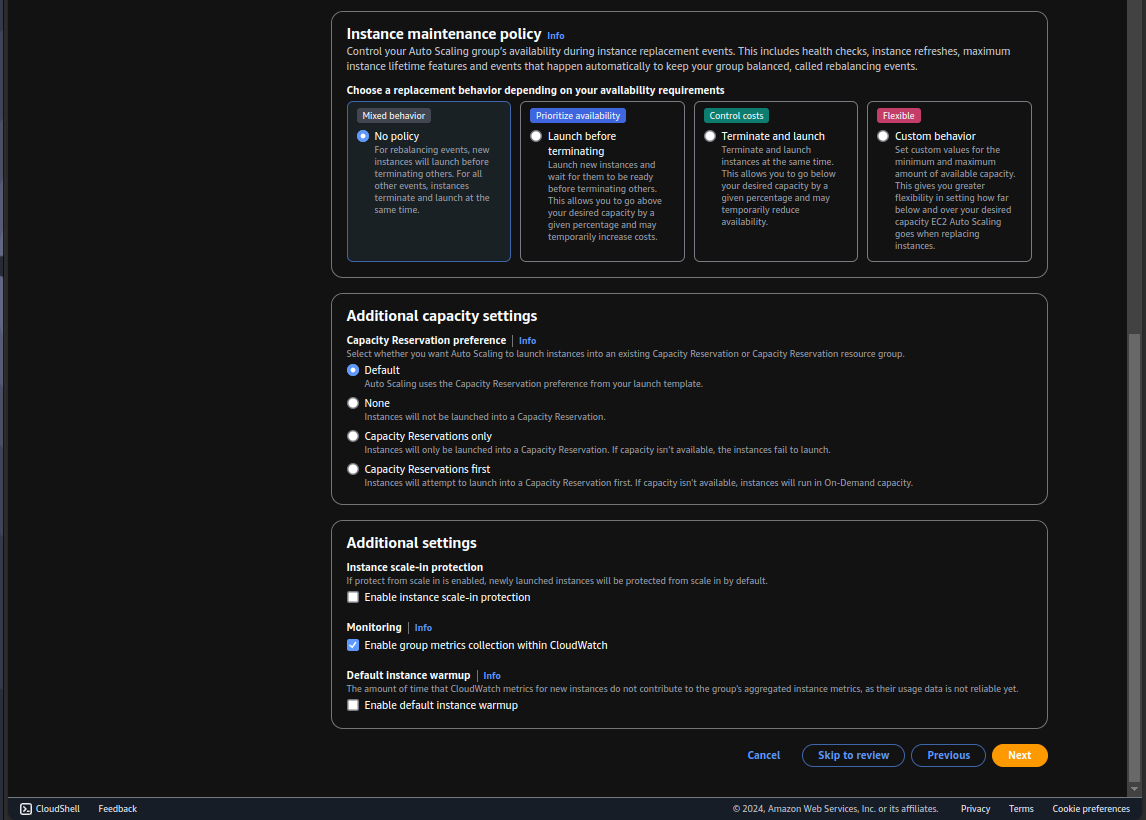 Instance maintenance policy Info
Control your Auto Scaling group's availability during instance replacement events. This includes health checks, instance refreshes, maximum
instance lifetime features and events that happen automatically to keep your group balanced, called rebalancing events.
Choose a replacement behavior depending on your availability requirements
Mixed behavior
No policy
For rebalancing events, new
instances will launch before
terminating others. For all
other events, instances
terminate and launch at the
same time.
Prioritize availability
Launch before
terminating
Launch new instances and
wait for them to be ready
before terminating others.
This allows you to go above
your desired capacity by a
given percentage and may
temporarily increase costs.
Control costs
Terminate and launch
Terminate and launch
instances at the same time.
This allows you to go below
your desired capacity by a
given percentage and may
temporarily reduce
availability.
Flexible
Custom behavior
Set custom values for the
minimum and maximum
amount of available capacity.
This gives you greater
flexibility in setting how far
below and over your desired
capacity EC2 Auto Scaling
goes when replacing
instances.
Additional capacity settings
Capacity Reservation preference | Info
Select whether you want Auto Scaling to launch instances into an existing Capacity Reservation or Capacity Reservation resource group.
Default
Auto Scaling uses the Capacity Reservation preference from your launch template.
None
Instances will not be launched into a Capacity Reservation.
Capacity Reservations only
Instances will only be launched into a Capacity Reservation. If capacity isn't available, the instances fail to launch.
Capacity Reservations first
Instances will attempt to launch into a Capacity Reservation first. If capacity isn't available, instances will run in On-Demand capacity.
Additional settings
Instance scale-in protection
If protect from scale in is enabled, newly launched instances will be protected from scale in by default.
Enable instance scale-in protection
Monitoring | Info
Enable group metrics collection within CloudWatch
Default instance warmup | Info
The amount of time that CloudWatch metrics for new instances do not contribute to the group's aggregated instance metrics, as their usage data is not reliable yet.
Enable default instance warmup
Cancel Skip to review Previous Next
CloudShell Feedback © 2024, Amazon Web Services, Inc. or its affiliates. Privacy Terms Cookie preferences